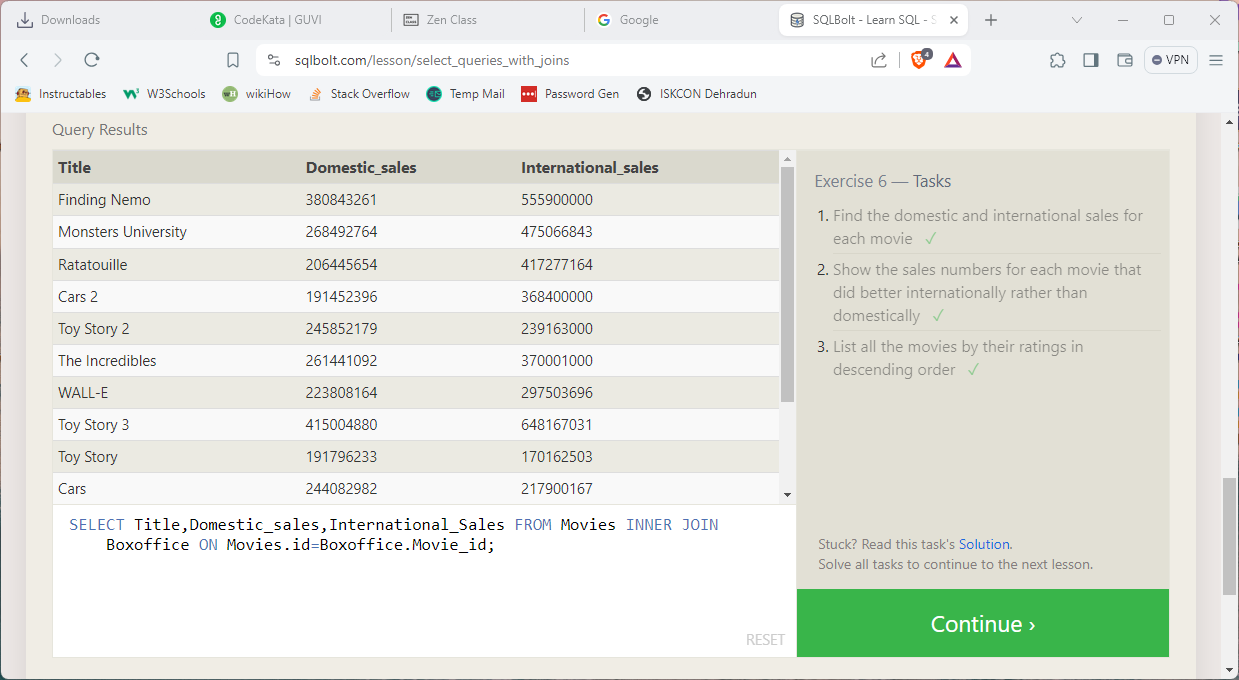 Downloads
CodeKata | GUVI
Zen Class
Google
SQLBolt - Learn SQL - S
sqlbolt.com/lesson/select_queries_with_joins
4
VPN
Instructables
W3Schools
wikiHow
Stack Overflow
Temp Mail
Password Gen
ISKCON Dehradun
Query Results
Title Domestic_sales International_sales
Finding Nemo 380843261 555900000
Monsters University 268492764 475066843
Ratatouille 206445654 417277164
Cars 2 191452396 368400000
Toy Story 2 245852179 239163000
The Incredibles 261441092 370001000
WALL-E 223808164 297503696
Toy Story 3 415004880 648167031
Toy Story 191796233 170162503
Cars 244082982 217900167
SELECT Title,Domestic_sales,International_Sales FROM Movies INNER JOIN
Boxoffice ON Movies.id=Boxoffice.Movie_id;
RESET
Exercise 6 — Tasks
1. Find the domestic and international sales for
each movie ✓
2. Show the sales numbers for each movie that
did better internationally rather than
domestically ✓
3. List all the movies by their ratings in
descending order ✓
Stuck? Read this task's Solution.
Solve all tasks to continue to the next lesson.
Continue ›